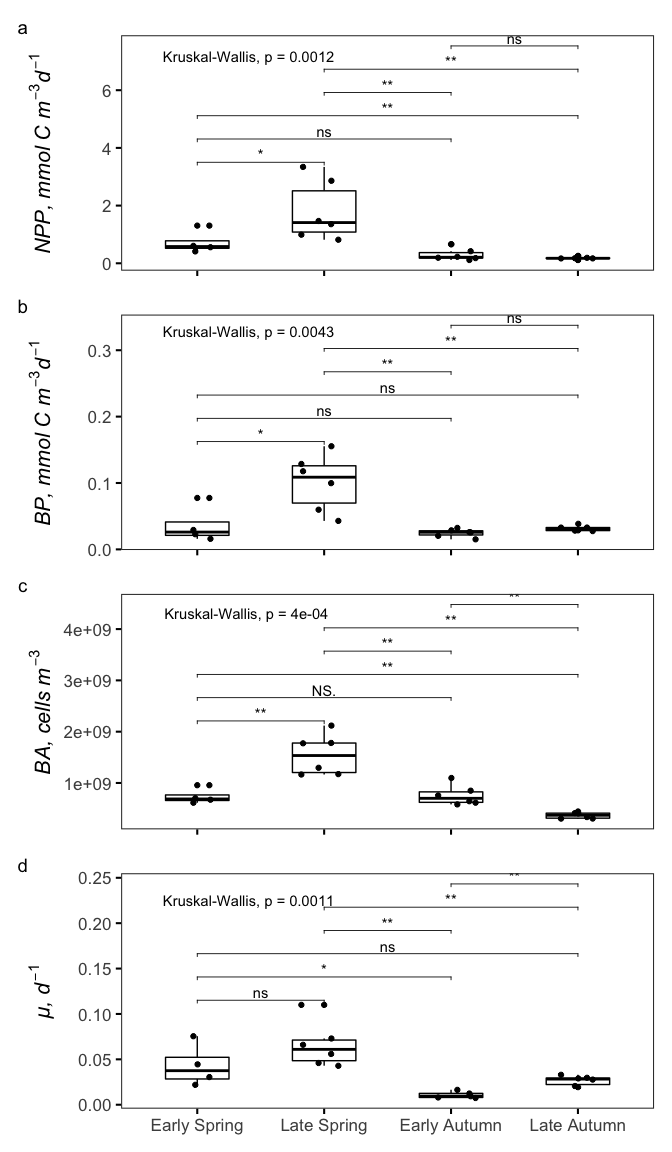 a
Kruskal-Wallis, p = 0.0012
ns
**
**
**
ns
*
6
4
2
0
NPP, mmol C m⁻³d⁻¹
b
Kruskal-Wallis, p = 0.0043
ns
**
**
ns
ns
*
0.3
0.2
0.1
0.0
BP, mmol C m⁻³d⁻¹
c
Kruskal-Wallis, p = 4e-04
**
**
**
**
NS.
**
4e+09
3e+09
2e+09
1e+09
BA, cells m⁻³
d
Kruskal-Wallis, p = 0.0011
**
**
**
ns
*
ns
0.25
0.20
0.15
0.10
0.05
0.00
μ, d⁻¹
Early Spring Late Spring Early Autumn Late Autumn